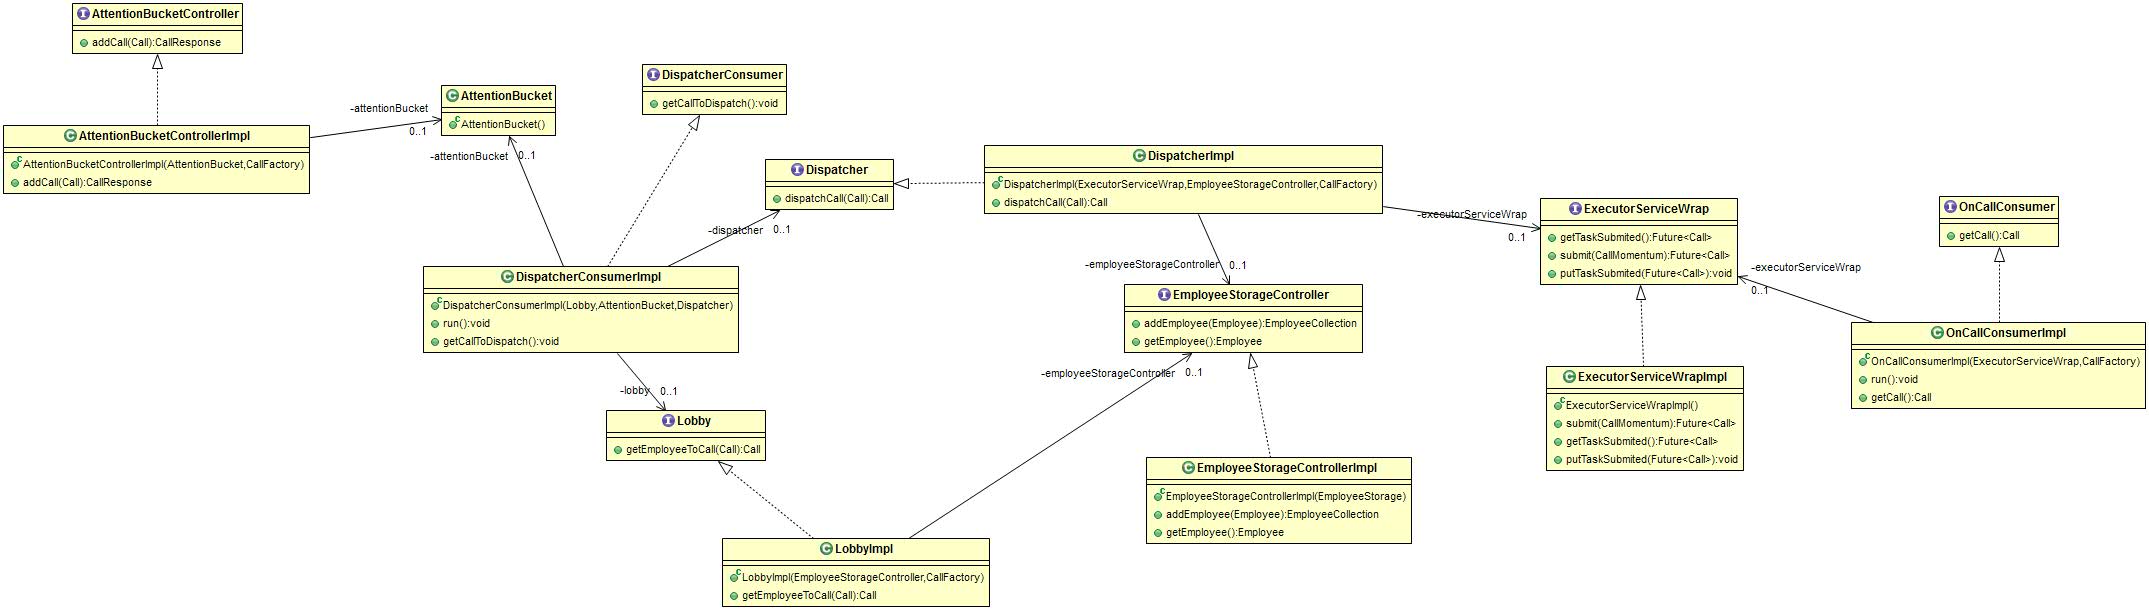 AttentionBucketController
addCall(Call):CallResponse
AttentionBucketControllerImpl
AttentionBucketControllerImpl(AttentionBucket,CallFactory)
addCall(Call):CallResponse
-attentionBucket
0..1
AttentionBucket
AttentionBucket()
-attentionBucket
0..1
DispatcherConsumer
getCallToDispatch():void
Dispatcher
dispatchCall(Call):Call
-dispatcher
0..1
DispatcherConsumerImpl
DispatcherConsumerImpl(Lobby,AttentionBucket,Dispatcher)
run():void
getCallToDispatch():void
-lobby
0..1
Lobby
getEmployeeToCall(Call):Call
LobbyImpl
LobbyImpl(EmployeeStorageController,CallFactory)
getEmployeeToCall(Call):Call
DispatcherImpl
DispatcherImpl(ExecutorServiceWrap,EmployeeStorageController,CallFactory)
dispatchCall(Call):Call
-employeeStorageController
0..1
EmployeeStorageController
addEmployee(Employee):EmployeeCollection
getEmployee():Employee
-employeeStorageController
0..1
EmployeeStorageControllerImpl
EmployeeStorageControllerImpl(EmployeeStorage)
addEmployee(Employee):EmployeeCollection
getEmployee():Employee
-executorServiceWrap
0..1
ExecutorServiceWrap
getTaskSubmited():Future<Call>
submit(CallMomentum):Future<Call>
putTaskSubmited(Future<Call>):void
ExecutorServiceWrapImpl
ExecutorServiceWrapImpl()
submit(CallMomentum):Future<Call>
getTaskSubmited():Future<Call>
putTaskSubmited(Future<Call>):void
-executorServiceWrap
0..1
OnCallConsumer
getCall():Call
OnCallConsumerImpl
OnCallConsumerImpl(ExecutorServiceWrap,CallFactory)
run():void
getCall():Call